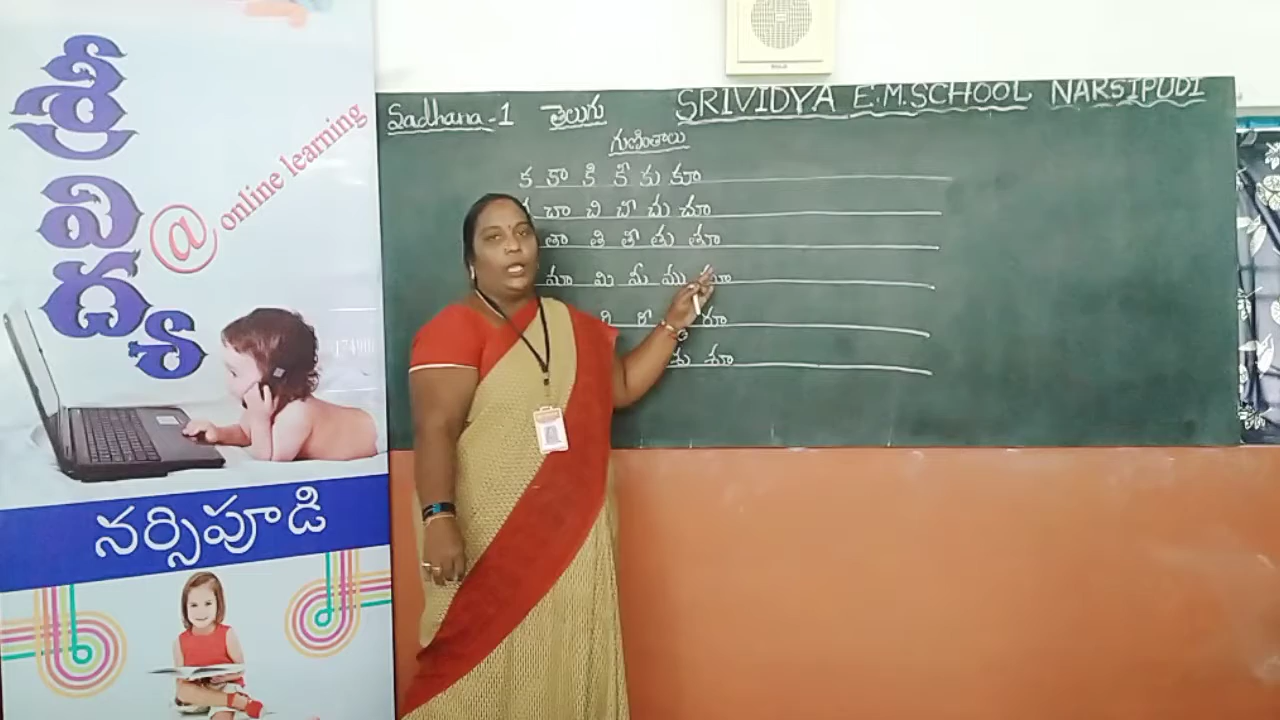 శ్రీ
విద్యా
@ online learning
నర్సిపూడి
Sadhana-1 తెలుగు SRIVIDYA E.M.SCHOOL NARSIPUDI
గుణింతాలు
క కా కి కీ కు కూ
చా చి చీ చు చూ
తా తి తీ తు తూ
మా మి మీ ము
రి రీ రూ
శు శూ